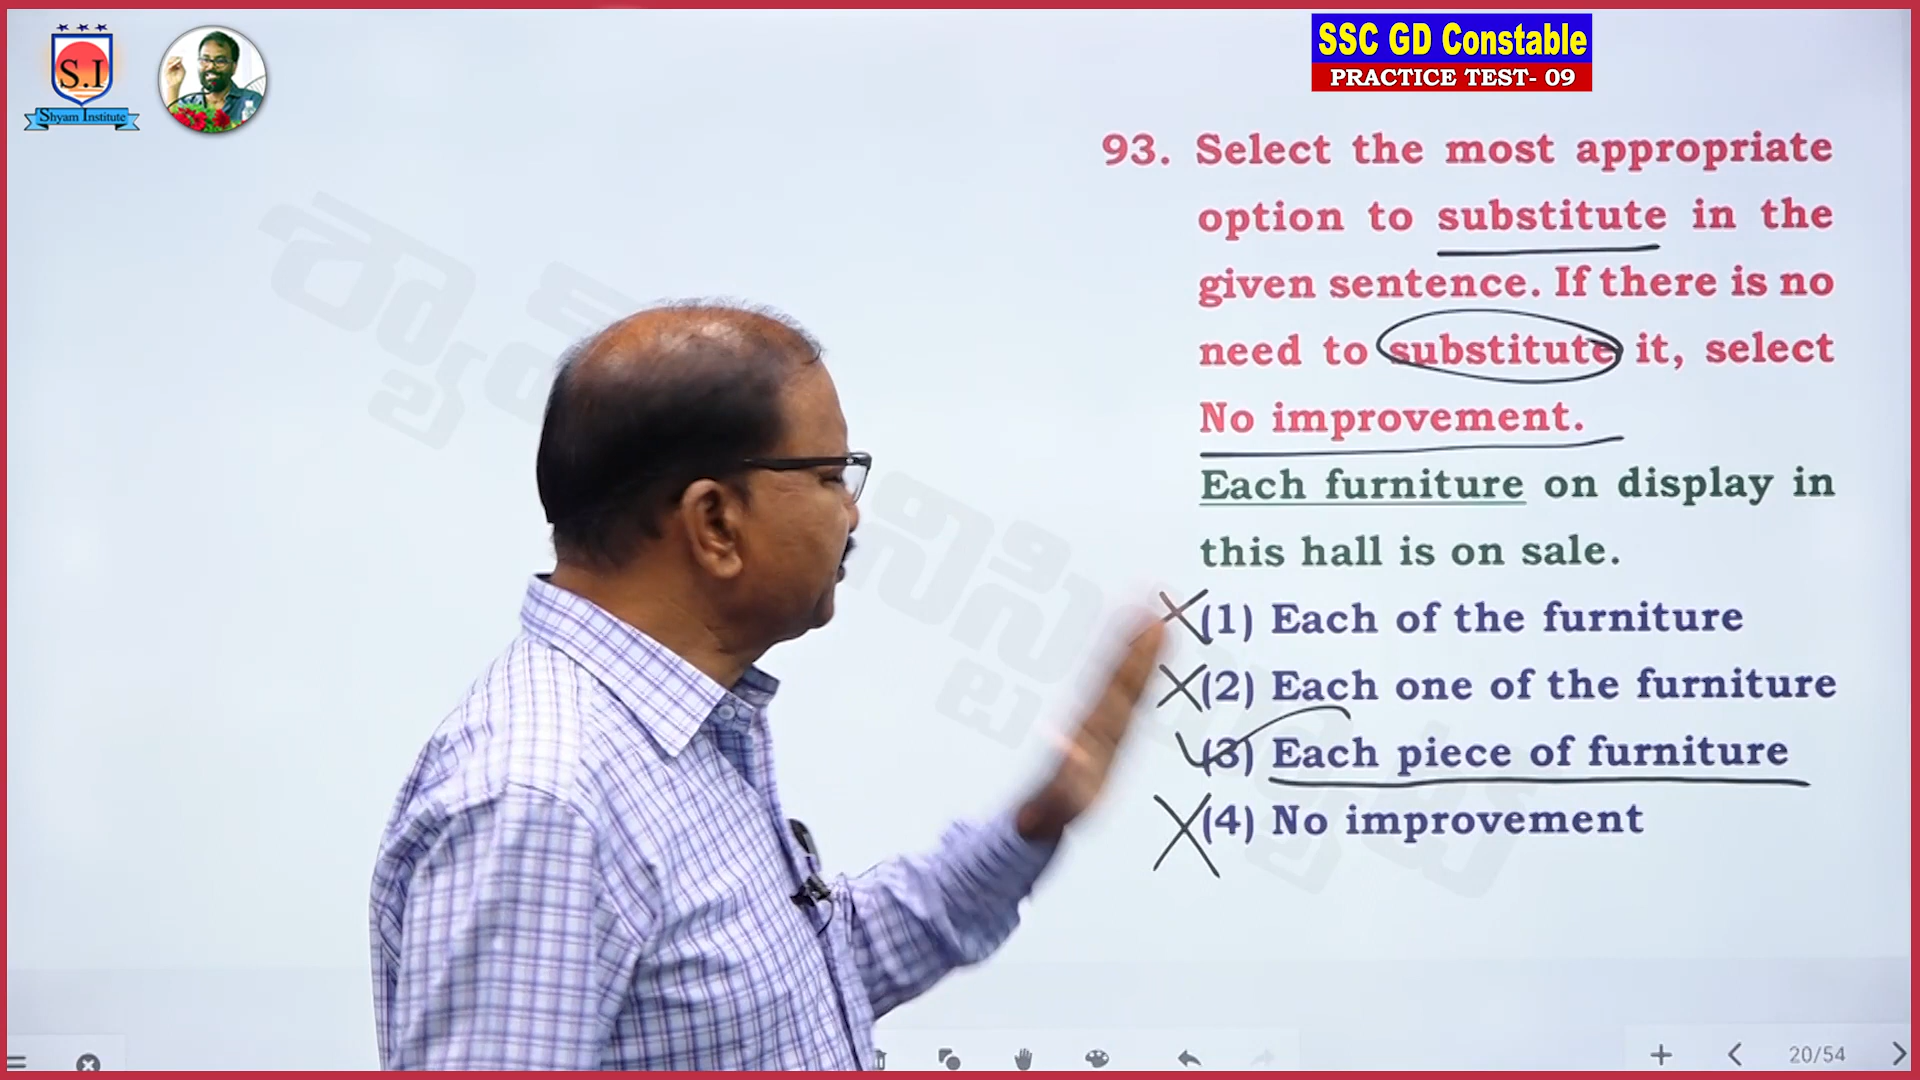 S.I
Shyam Institute
SSC GD Constable
PRACTICE TEST- 09
93. Select the most appropriate
option to substitute in the
given sentence. If there is no
need to substitute it, select
No improvement.
Each furniture on display in
this hall is on sale.
(1) Each of the furniture
(2) Each one of the furniture
(3) Each piece of furniture
(4) No improvement
20/54